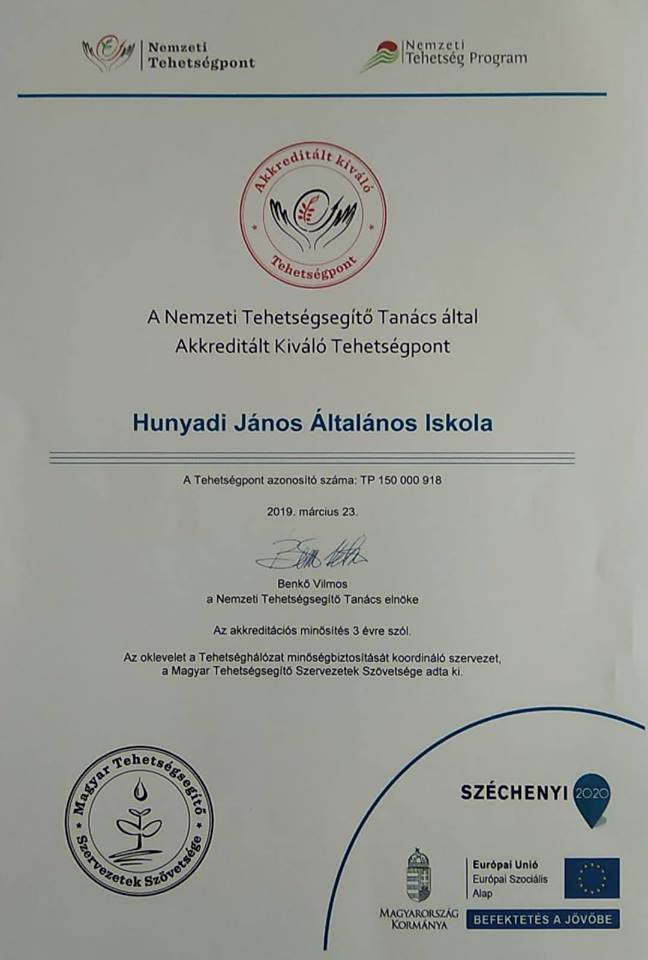 Nemzeti
Tehetségpont
Nemzeti
Tehetség Program
Akkreditált kiváló
Tehetségpont
A Nemzeti Tehetségsegítő Tanács által
Akkreditált Kiváló Tehetségpont
Hunyadi János Általános Iskola
A Tehetségpont azonosító száma: TP 150 000 918
2019. március 23.
Benkő Vilmos
a Nemzeti Tehetségsegítő Tanács elnöke
Az akkreditációs minősítés 3 évre szól.
Az oklevelet a Tehetséghálózat minőségbiztosítását koordináló szervezet,
a Magyar Tehetségsegítő Szervezetek Szövetsége adta ki.
Magyar Tehetségsegítő
Szervezetek Szövetsége
SZÉCHENYI 2020
MAGYARORSZÁG
KORMÁNYA
Európai Unió
Európai Szociális
Alap
BEFEKTETÉS A JÖVŐBE